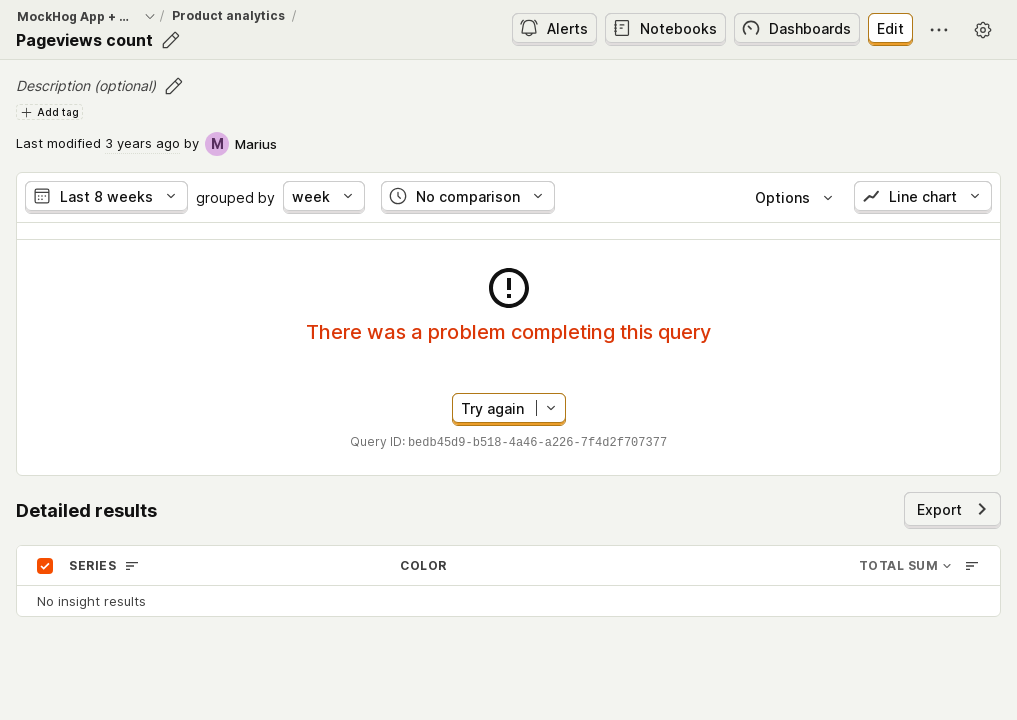 MockHog App + ... / Product analytics /
Pageviews count
Alerts Notebooks Dashboards Edit
Description (optional)
Add tag
Last modified 3 years ago by M Marius
Last 8 weeks grouped by week No comparison Options Line chart
There was a problem completing this query
Try again
Query ID: bedb45d9-b518-4a46-a226-7f4d2f707377
Detailed results
Export
SERIES COLOR TOTAL SUM
No insight results